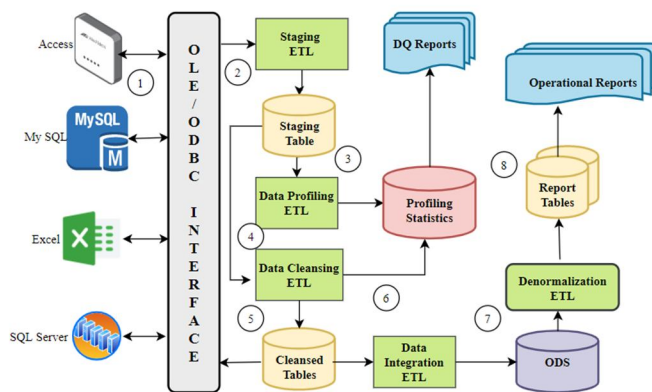 Access
1
My SQL
MySQL
M
Excel
X
SQL Server
OLE/ODBC INTERFACE
2
Staging
ETL
Staging
Table
3
Data Profiling
ETL
4
Data Cleansing
ETL
5
Cleansed
Tables
DQ Reports
Profiling
Statistics
6
Data
Integration
ETL
7
ODS
Denormalization
ETL
8
Report
Tables
Operational Reports